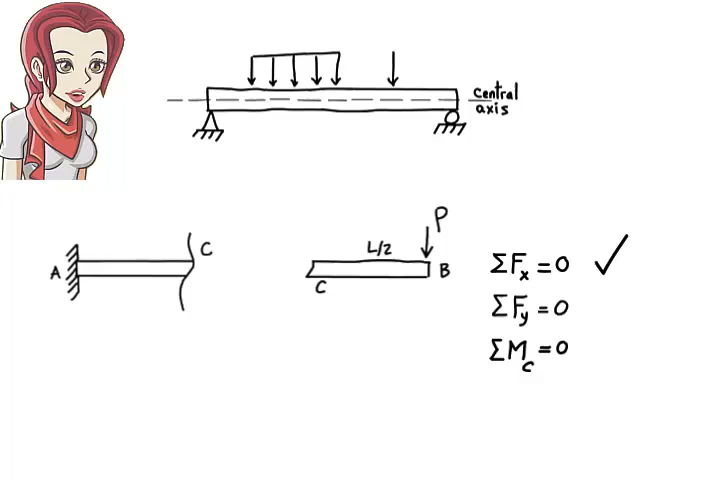 central
axis
P
L/2
A
C
C
B
ΣFx = 0 ✓
ΣFy = 0
ΣMc = 0